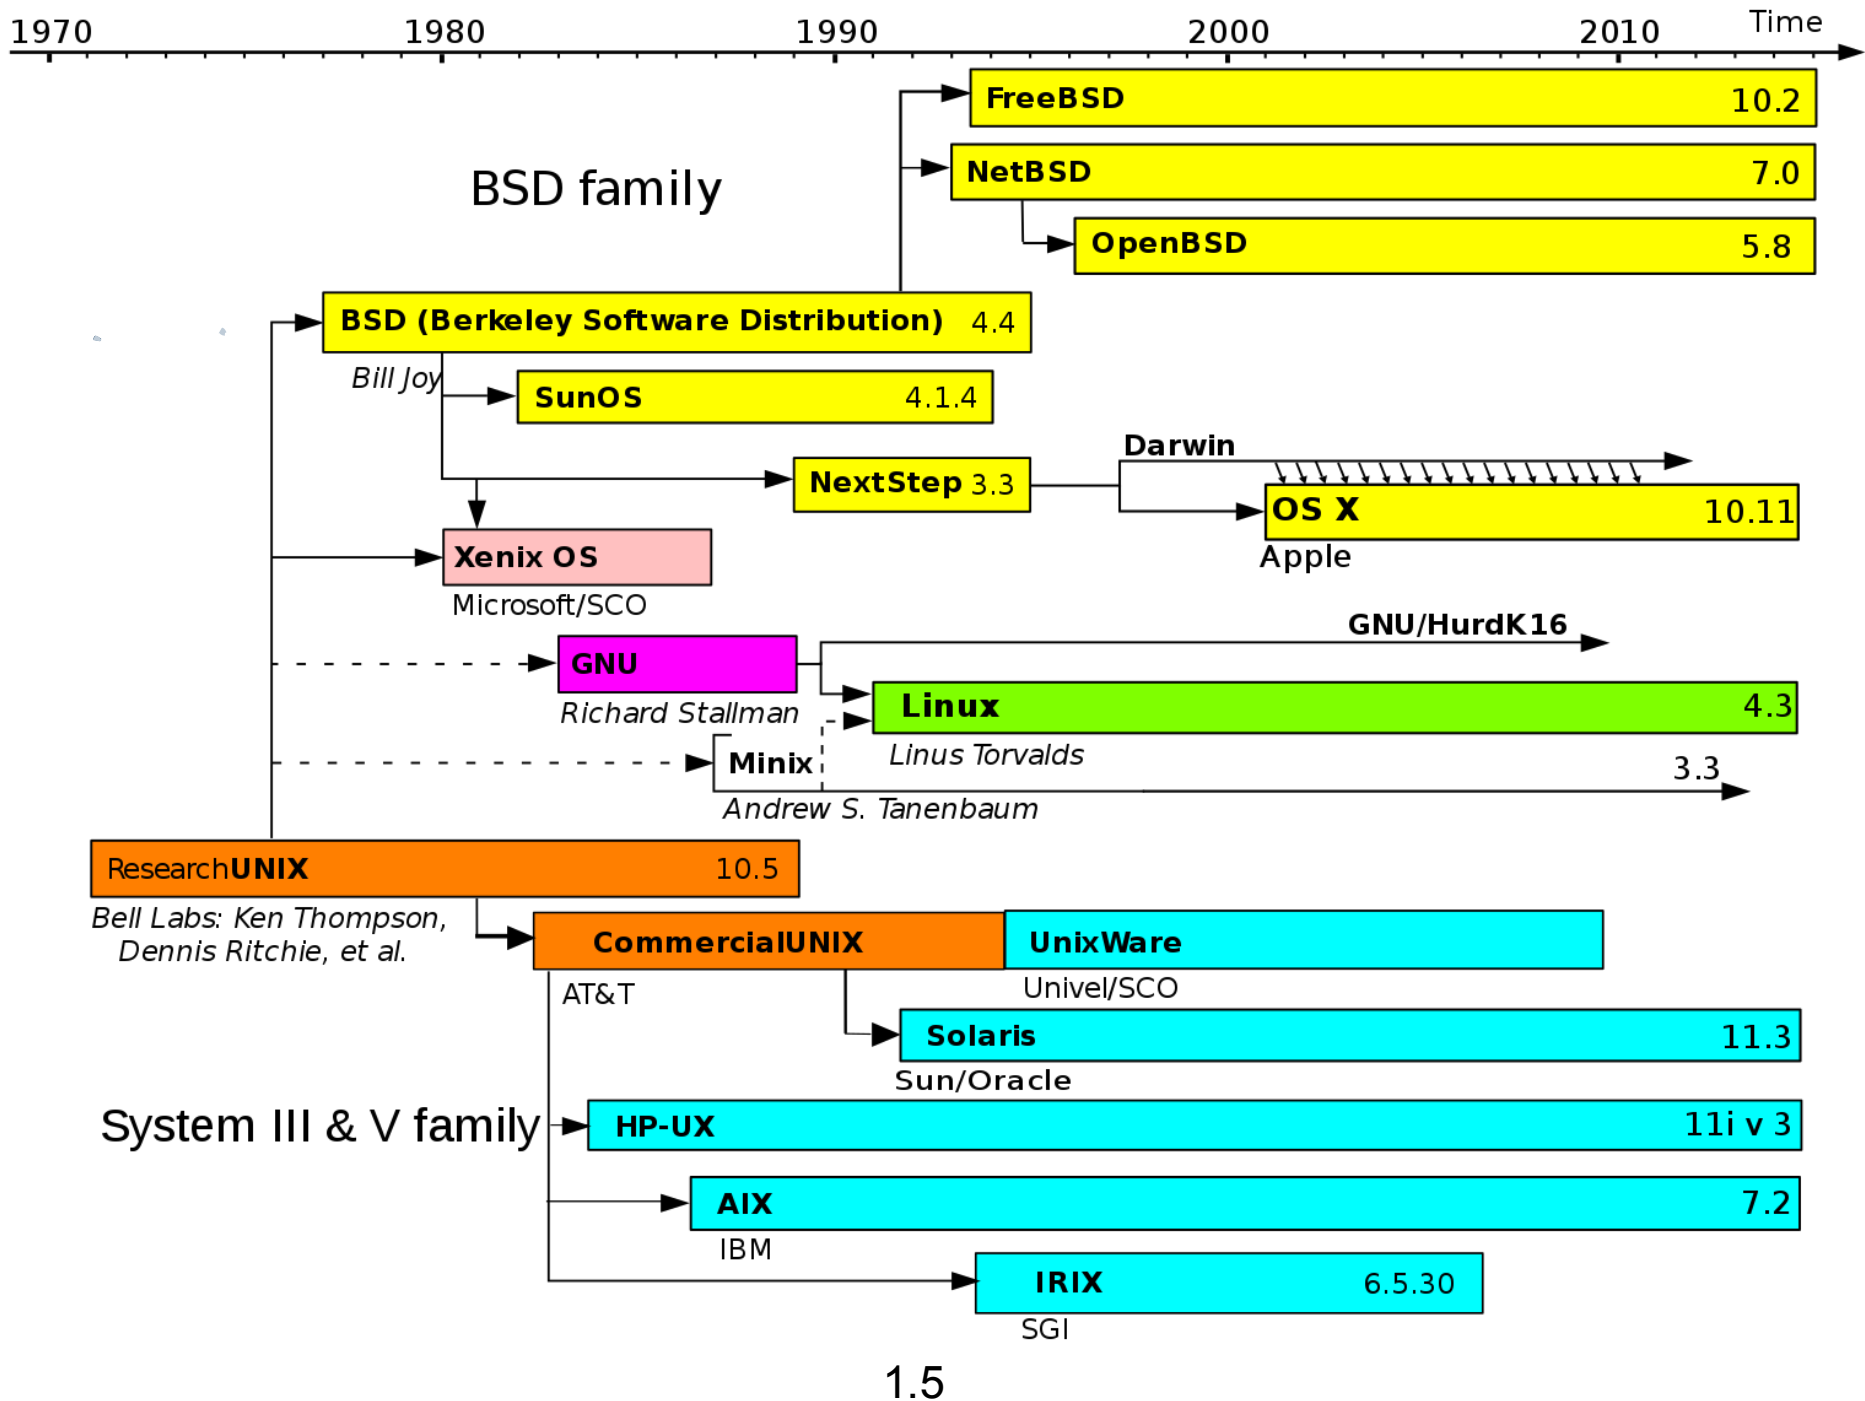 1970 1980 1990 2000 2010 Time
FreeBSD 10.2
NetBSD 7.0
BSD family
OpenBSD 5.8
BSD (Berkeley Software Distribution) 4.4
Bill Joy
SunOS 4.1.4
Darwin
NextStep 3.3
OS X 10.11
Apple
Xenix OS
Microsoft/SCO
GNU/HurdK16
GNU
Richard Stallman
Linux 4.3
Linus Torvalds
Minix 3.3
Andrew S. Tanenbaum
ResearchUNIX 10.5
Bell Labs: Ken Thompson,
Dennis Ritchie, et al.
CommercialUNIX
UnixWare
AT&T
Univel/SCO
Solaris 11.3
Sun/Oracle
System III & V family
HP-UX 11i v 3
AIX 7.2
IBM
IRIX 6.5.30
SGI
1.5